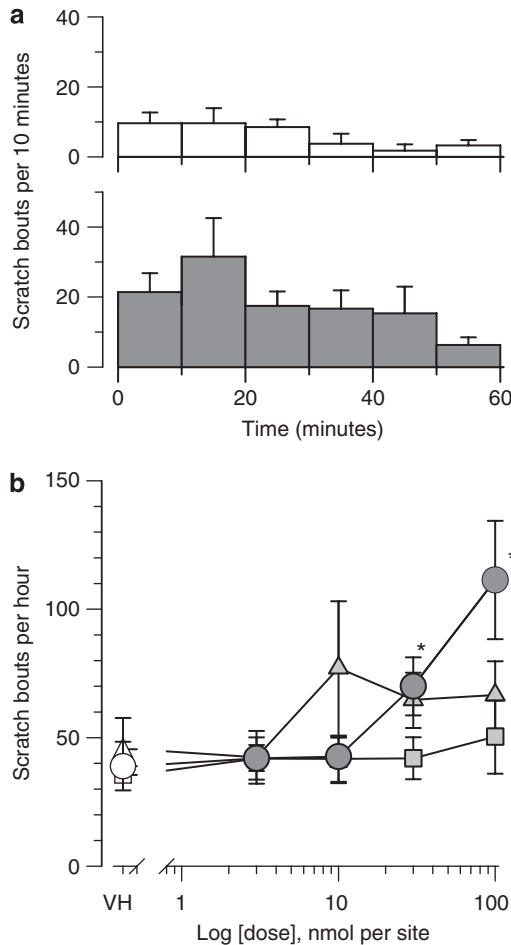 a
40
20
0
40
20
0
Scratch bouts per 10 minutes
0 20 40 60
Time (minutes)
b
150
100
50
0
Scratch bouts per hour
*
*
VH 1 10 100
Log [dose], nmol per site